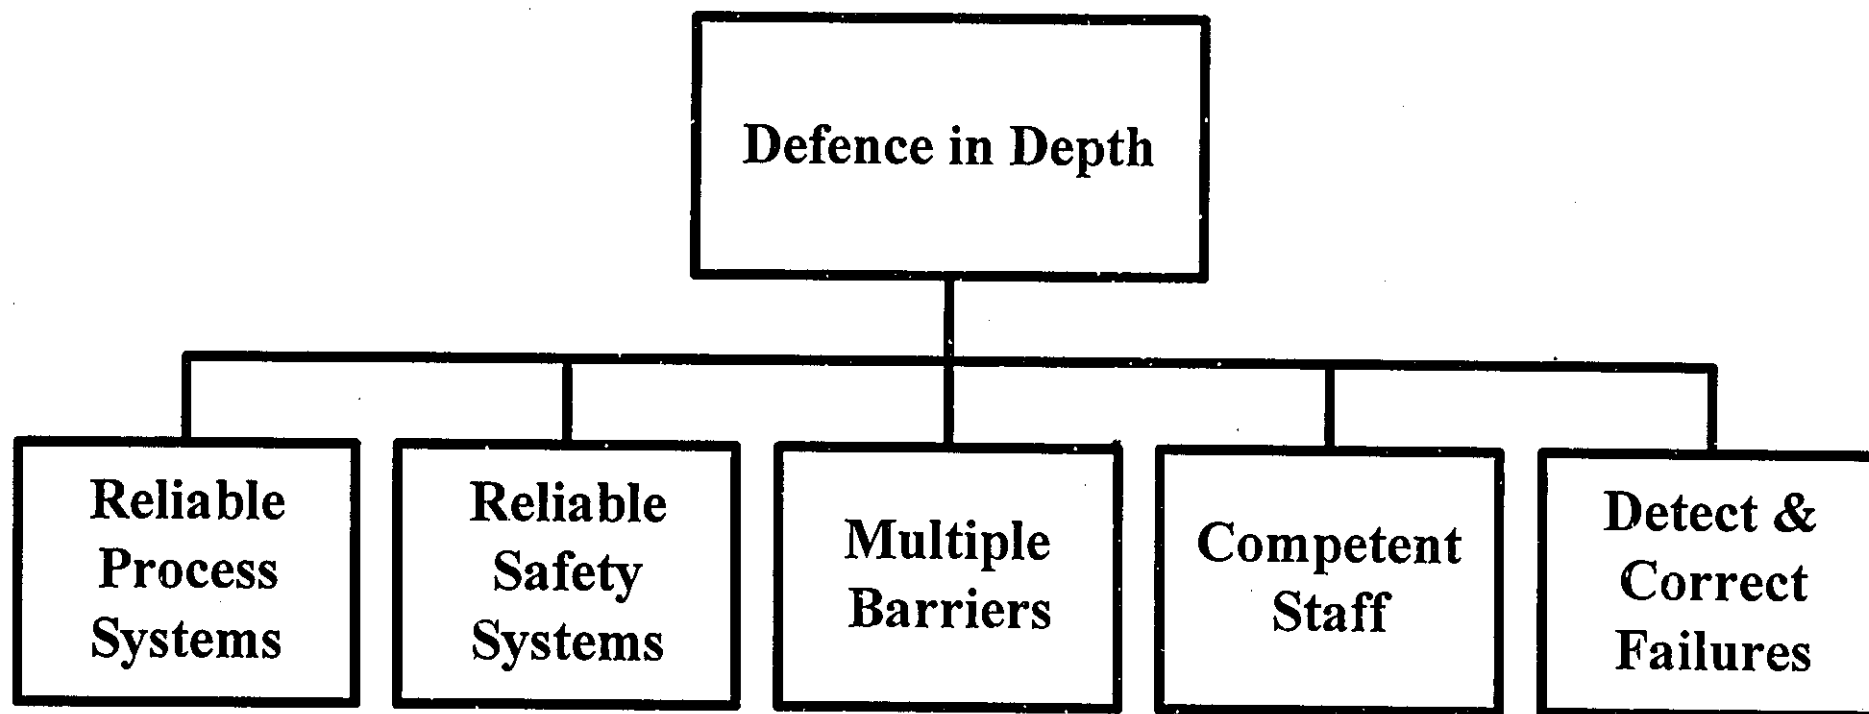 Defence in Depth
Reliable
Process
Systems
Reliable
Safety
Systems
Multiple
Barriers
Competent
Staff
Detect &
Correct
Failures